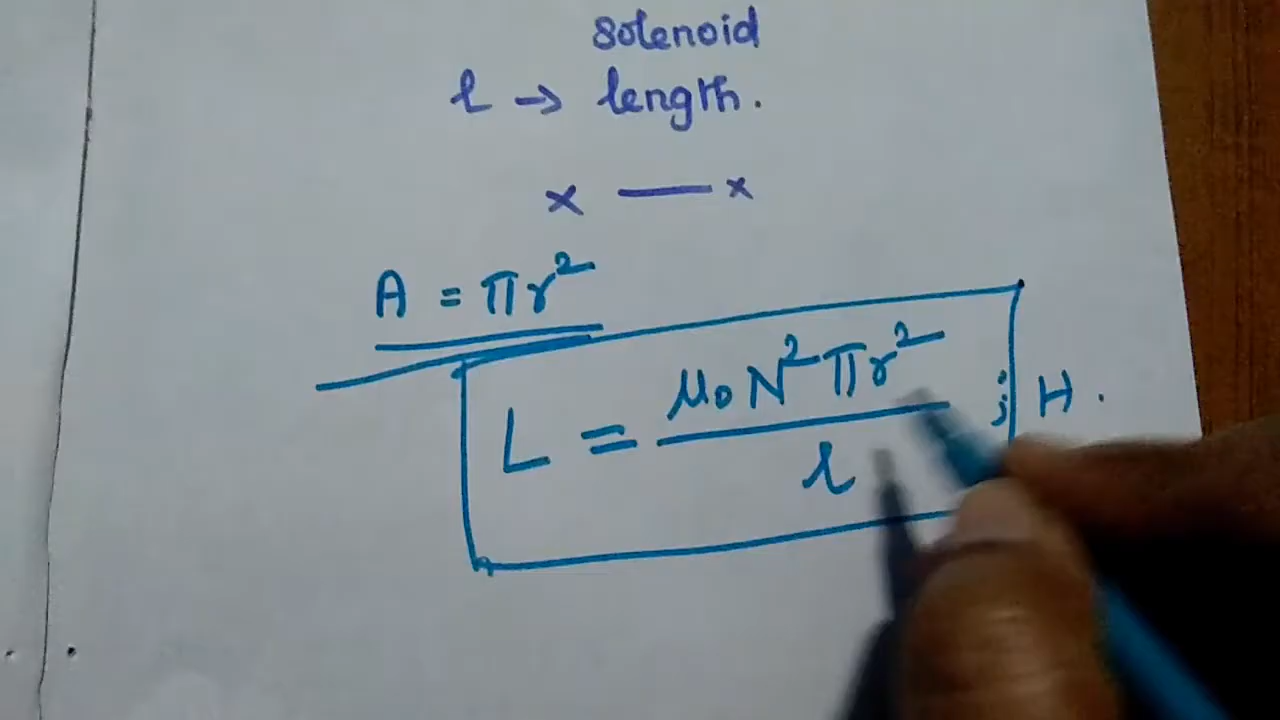 solenoid
l → length.
x — x
A = πr²
L = μ₀N²πr² / l ; H.